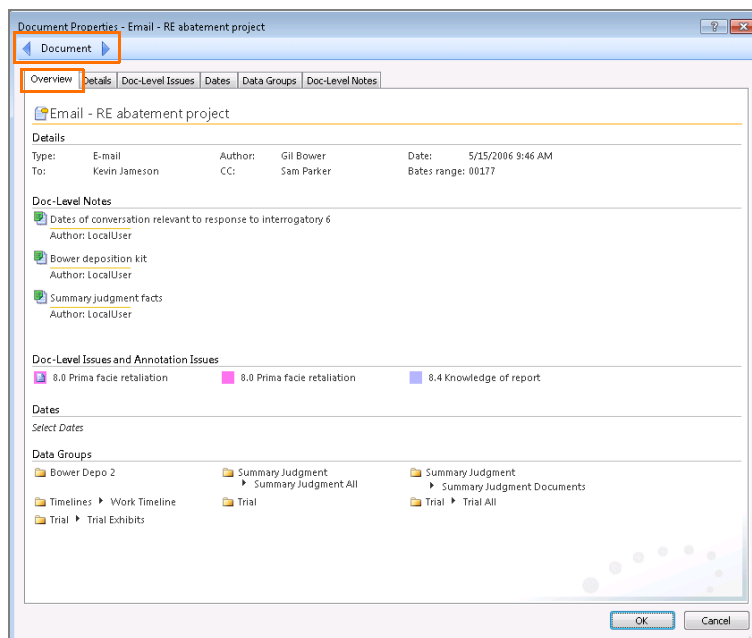 Document Properties - Email - RE abatement project
Document
Overview Details Doc-Level Issues Dates Data Groups Doc-Level Notes
Email - RE abatement project
Details
Type: E-mail Author: Gil Bower Date: 5/15/2006 9:46 AM
To: Kevin Jameson CC: Sam Parker Bates range: 00177
Doc-Level Notes
Dates of conversation relevant to response to interrogatory 6
Author: LocalUser
Bower deposition kit
Author: LocalUser
Summary judgment facts
Author: LocalUser
Doc-Level Issues and Annotation Issues
8.0 Prima facie retaliation 8.0 Prima facie retaliation 8.4 Knowledge of report
Dates
Select Dates
Data Groups
Bower Depo 2 Summary Judgment Summary Judgment
Summary Judgment All Summary Judgment Documents
Timelines Work Timeline Trial Trial Trial All
Trial Trial Exhibits
OK Cancel